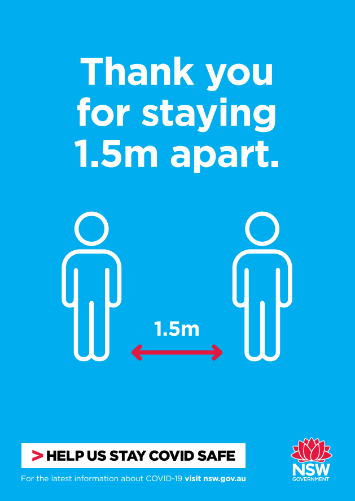 Thank you
for staying
1.5m apart.
1.5m
> HELP US STAY COVID SAFE
For the latest information about COVID-19 visit nsw.gov.au
NSW
GOVERNMENT